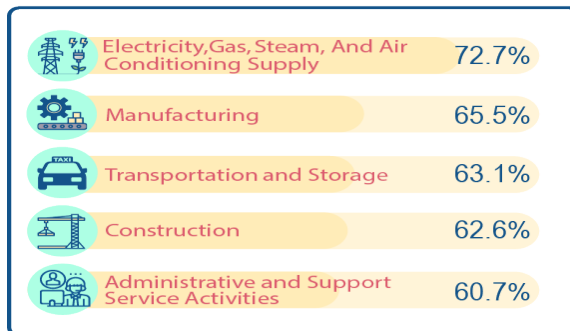 Electricity,Gas, Steam, And Air
Conditioning Supply
72.7%
Manufacturing
65.5%
TAXI
Transportation and Storage
63.1%
Construction
62.6%
Administrative and Support
Service Activities
60.7%